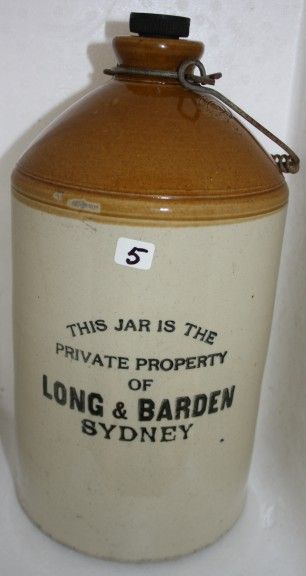 5
THIS JAR IS THE
PRIVATE PROPERTY
OF
LONG & BARDEN
SYDNEY